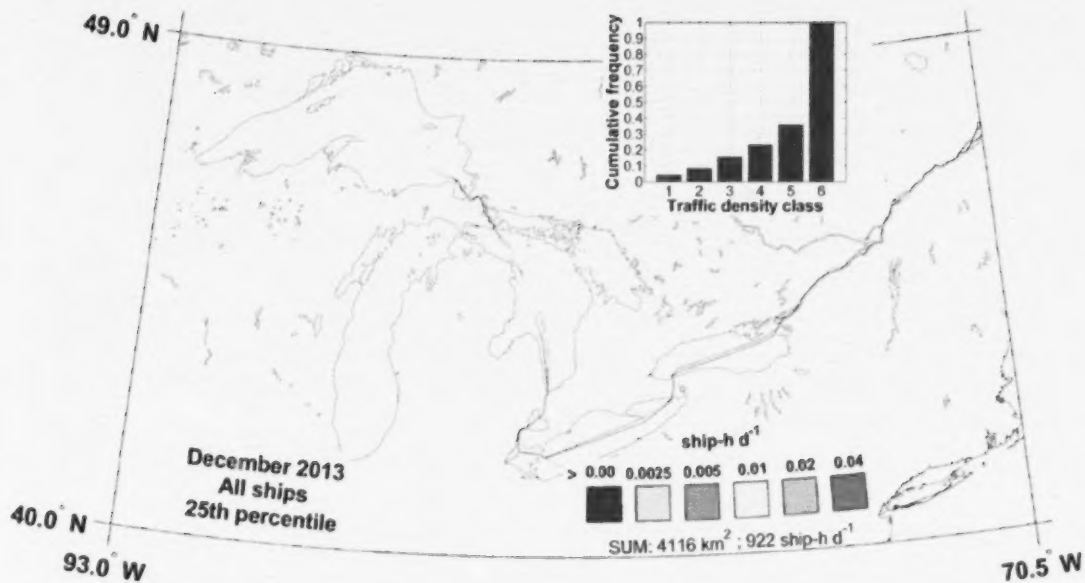 49.0° N
Cumulative frequency
1
0.9
0.8
0.7
0.6
0.5
0.4
0.3
0.2
0.1
0
1 2 3 4 5 6
Traffic density class
December 2013
All ships
25th percentile
ship-h d⁻¹
> 0.00 0.0025 0.005 0.01 0.02 0.04
SUM: 4116 km² ; 922 ship-h d⁻¹
40.0° N
93.0° W
70.5° W